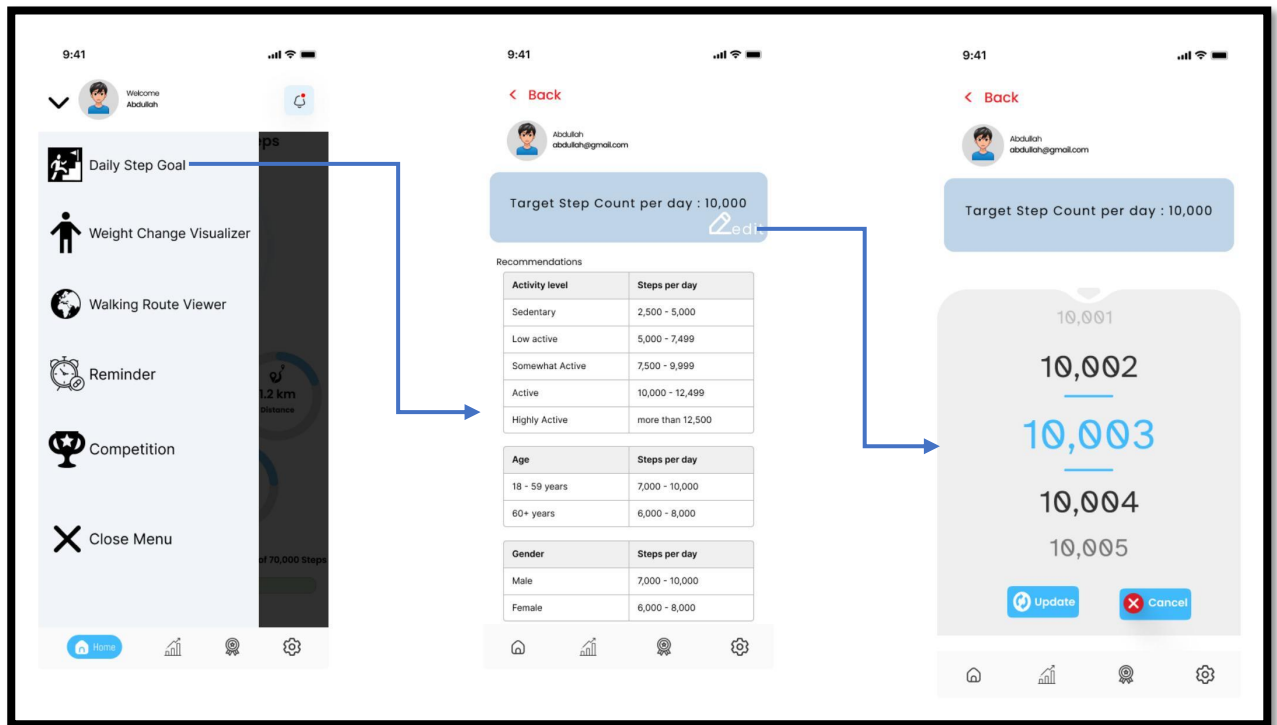 9:41
Welcome
Abdullah
eps
Daily Step Goal
Weight Change Visualizer
Walking Route Viewer
Reminder
1.2 km
Distance
Competition
Close Menu
of 70,000 Steps
Home
9:41
< Back
Abdullah
abdullah@gmail.com
Target Step Count per day : 10,000
edit
Recommendations
Activity level Steps per day
Sedentary 2,500 - 5,000
Low active 5,000 - 7,499
Somewhat Active 7,500 - 9,999
Active 10,000 - 12,499
Highly Active more than 12,500
Age Steps per day
18 - 59 years 7,000 - 10,000
60+ years 6,000 - 8,000
Gender Steps per day
Male 7,000 - 10,000
Female 6,000 - 8,000
9:41
< Back
Abdullah
abdullah@gmail.com
Target Step Count per day : 10,000
10,001
10,002
10,003
10,004
10,005
Update Cancel